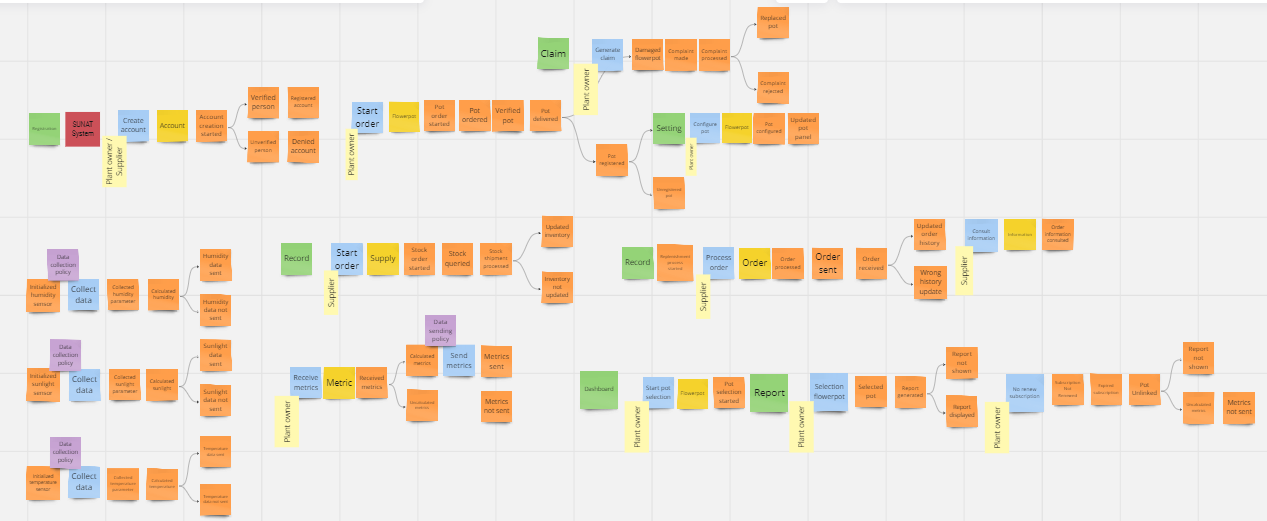 Replaced
pot
Claim
Generate
claim
Damaged
flowerpot
Complaint
made
Complaint
processed
Complaint
rejected
Plant owner
Registration
SUNAT
System
Create
account
Plant owner /
Supplier
Account
Account
creation
started
Verified
person
Registered
account
Unverified
person
Denied
account
Start
order
Plant owner
Flowerpot
Pot
order
started
Pot
ordered
Verified
pot
Pot
delivered
Pot
registered
Setting
Configure
pot
Plant owner
Flowerpot
Pot
configured
Updated
pot
panel
Unregistered
pot
Data
collection
policy
Initialized
humidity
sensor
Collect
data
Collected
humidity
parameter
Calculated
humidity
Humidity
data
sent
Humidity
data not
sent
Record
Start
order
Supplier
Supply
Stock
order
started
Stock
queried
Stock
shipment
processed
Updated
inventory
Inventory
not
updated
Record
Replenishment
process
started
Process
order
Supplier
Order
Order
processed
Order
sent
Order
received
Updated
order
history
Wrong
history
update
Consult
information
Supplier
Information
Order
information
consulted
Data
collection
policy
Initialized
sunlight
sensor
Collect
data
Collected
sunlight
parameter
Calculated
sunlight
Sunlight
data
sent
Sunlight
data not
sent
Receive
metrics
Plant owner
Metric
Received
metrics
Data
sending
policy
Calculated
metrics
Send
metrics
Metrics
sent
Uncalculated
metrics
Metrics
not sent
Dashboard
Start pot
selection
Plant owner
Flowerpot
Pot
selection
started
Report
Selection
flowerpot
Plant owner
Selected
pot
Report
generated
Report
not
shown
Report
displayed
No renew
subscription
Plant owner
Subscription
Not
Renewed
Expired
subscription
Pot
Unlinked
Report
not
shown
Uncalculated
metrics
Metrics
not sent
Data
collection
policy
Initialized
temperature
sensor
Collect
data
Collected
temperature
parameter
Calculated
temperature
Temperature
data sent
Temperature
data not sent